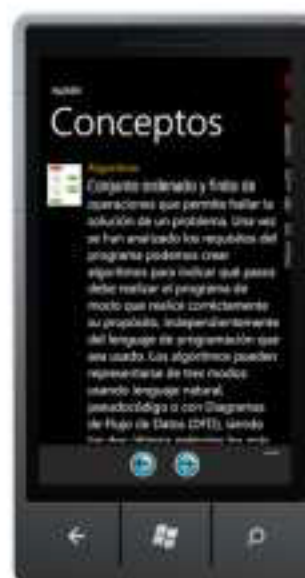 Conceptos
Algoritmo
Conjunto ordenado y finito de
operaciones que permite hallar la
solución de un problema. Una vez
se han analizado los requisitos del
programa podemos crear
algoritmos para indicar qué pasos
debe realizar el programa de
modo que realice correctamente
su propósito, independientemente
del lenguaje de programación que
sea usado. Los algoritmos pueden
representarse de tres modos
usando lenguaje natural,
pseudocódigo o con Diagramas
de Flujo de Datos (DFD), siendo